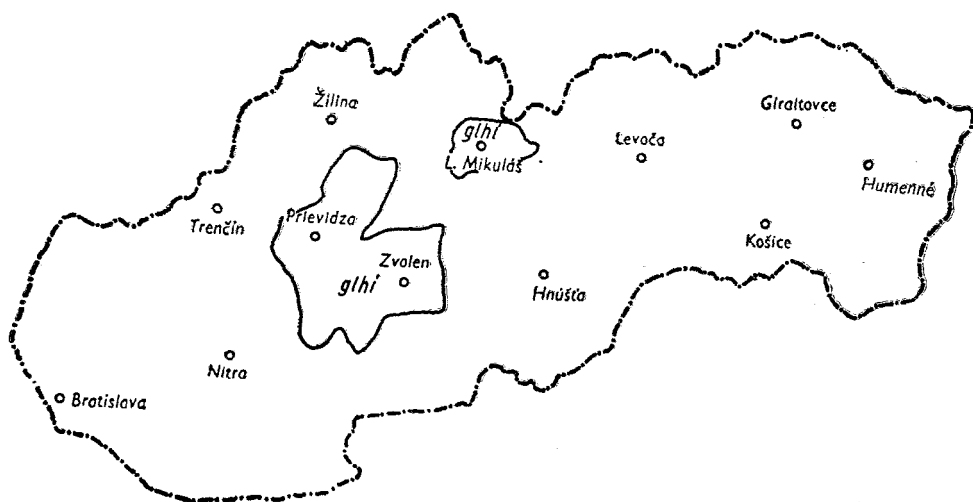 Žilina
glhí
L. Mikuláš
Levoča
Giraltovce
Humenné
Trenčín
Prievidza
Zvolen
glhí
Košice
Hnúšťa
Nitra
Bratislava